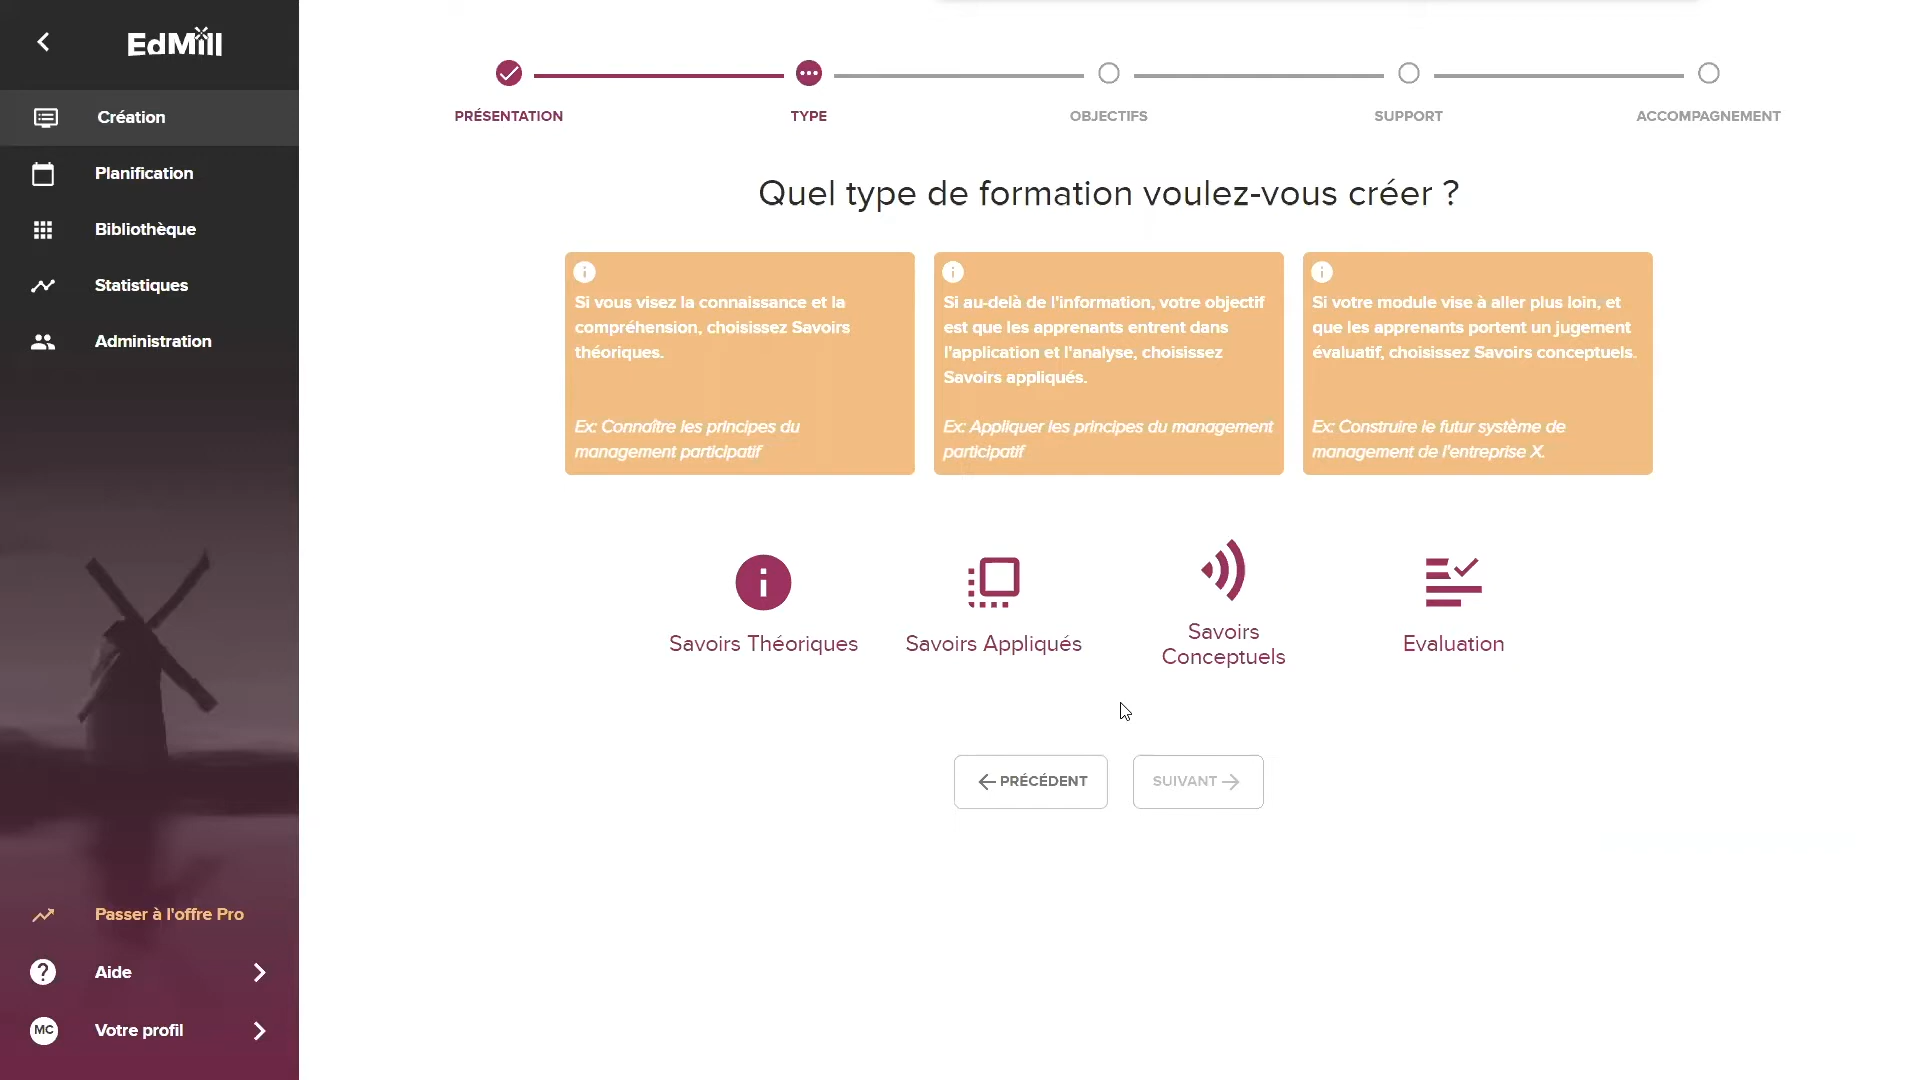 EdMill
Création
Planification
Bibliothèque
Statistiques
Administration
Passer à l'offre Pro
Aide
MC
Votre profil
PRÉSENTATION
TYPE
OBJECTIFS
SUPPORT
ACCOMPAGNEMENT
Quel type de formation voulez-vous créer ?
Si vous visez la connaissance et la
compréhension, choisissez Savoirs
théoriques.
Ex: Connaître les principes du
management participatif
Si au-delà de l'information, votre objectif
est que les apprenants entrent dans
l'application et l'analyse, choisissez
Savoirs appliqués.
Ex: Appliquer les principes du management
participatif
Si votre module vise à aller plus loin, et
que les apprenants portent un jugement
évaluatif, choisissez Savoirs conceptuels.
Ex: Construire le futur système de
management de l'entreprise X.
Savoirs Théoriques
Savoirs Appliqués
Savoirs
Conceptuels
Evaluation
PRÉCÉDENT
SUIVANT